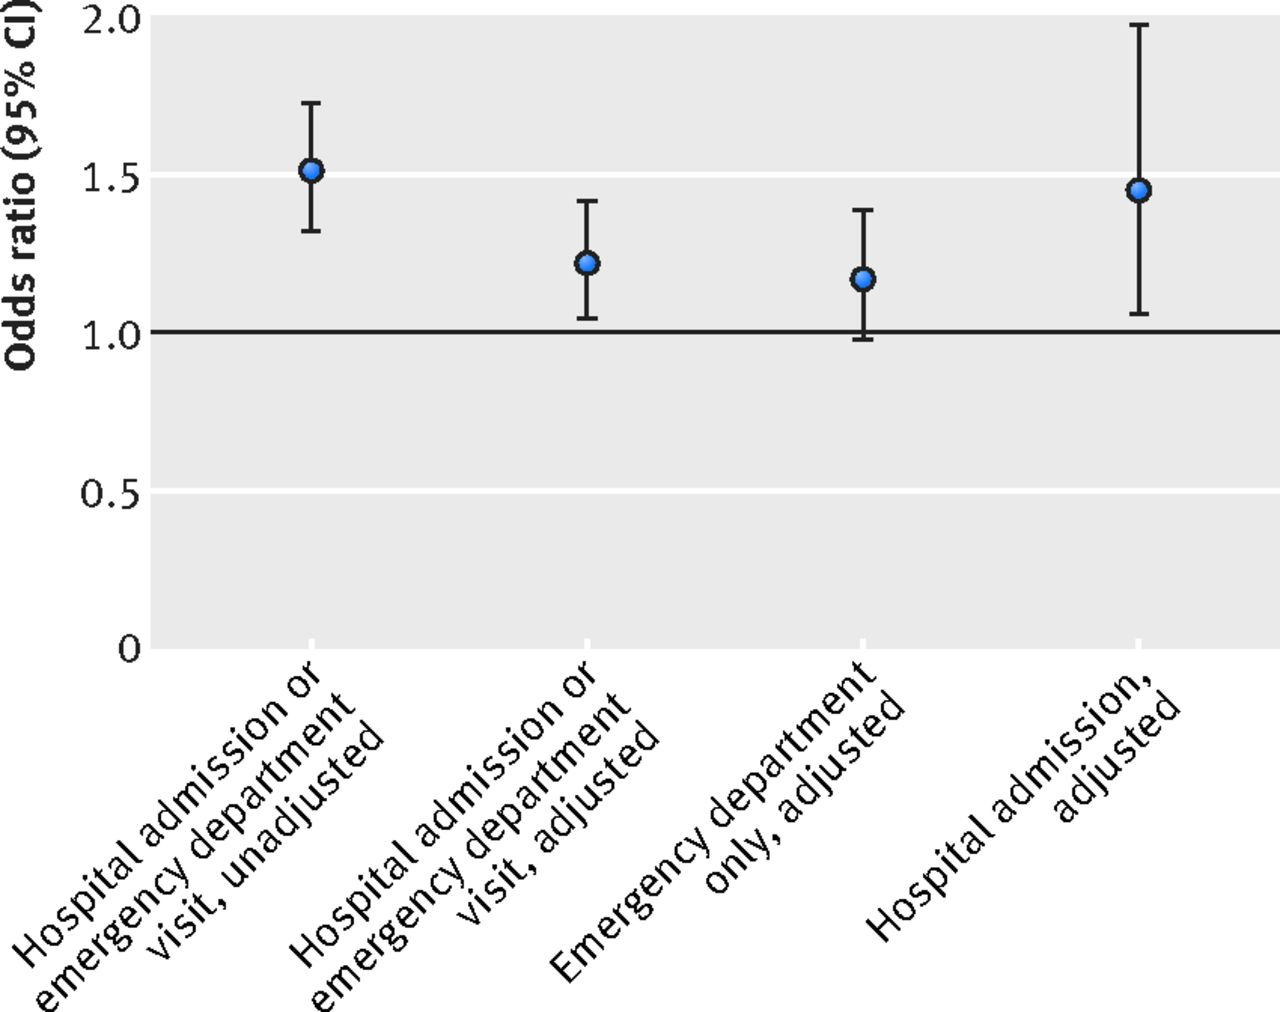 Odds ratio (95% CI)
2.0
1.5
1.0
0.5
0
Hospital admission or
emergency department
visit, unadjusted
Hospital admission or
emergency department
visit, adjusted
Emergency department
only, adjusted
Hospital admission,
adjusted